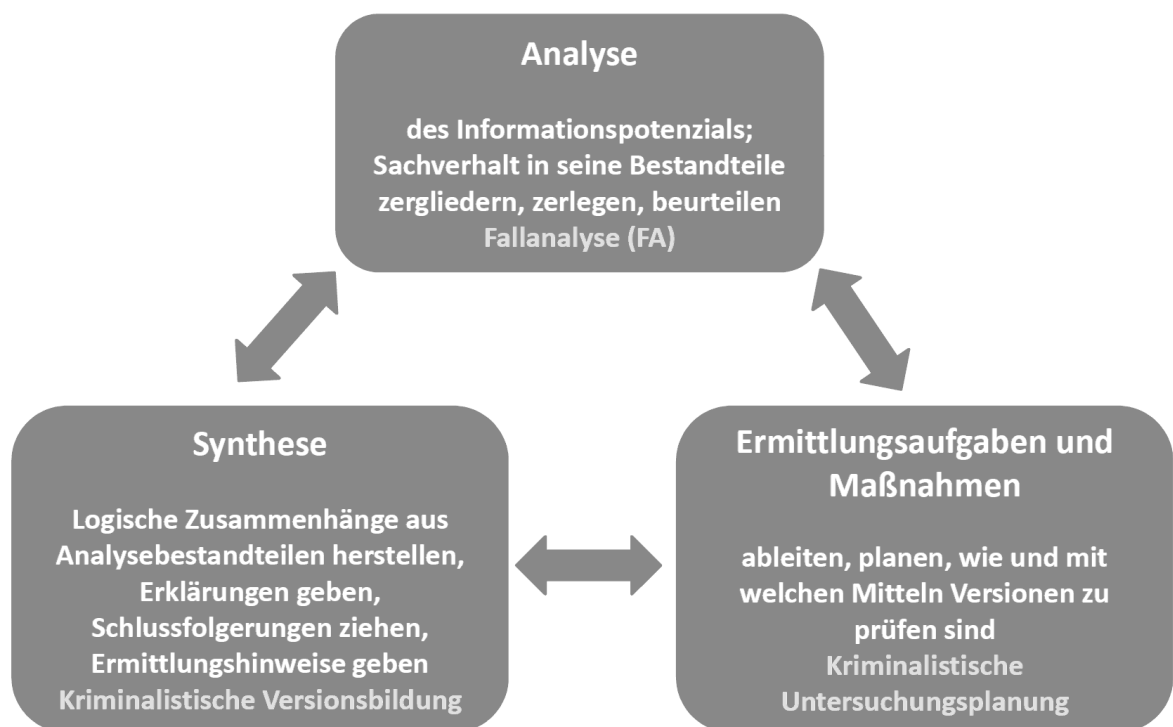 Analyse
des Informationspotenzials;
Sachverhalt in seine Bestandteile
zergliedern, zerlegen, beurteilen
Fallanalyse (FA)
Synthese
Logische Zusammenhänge aus
Analysebestandteilen herstellen,
Erklärungen geben,
Schlussfolgerungen ziehen,
Ermittlungshinweise geben
Kriminalistische Versionsbildung
Ermittlungsaufgaben und
Maßnahmen
ableiten, planen, wie und mit
welchen Mitteln Versionen zu
prüfen sind
Kriminalistische
Untersuchungsplanung